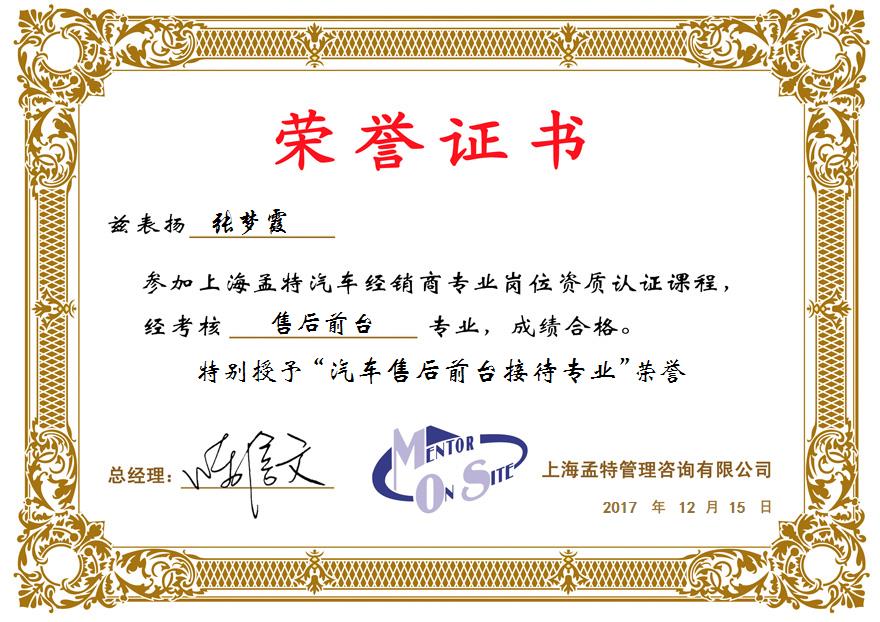 荣誉证书
兹表扬 张梦霞
参加上海孟特汽车经销商专业岗位资质认证课程，
经考核 售后前台 专业，成绩合格。
特别授予“汽车售后前台接待专业”荣誉
总经理：
MENTOR
ON SITE
上海孟特管理咨询有限公司
2017 年 12 月 15 日